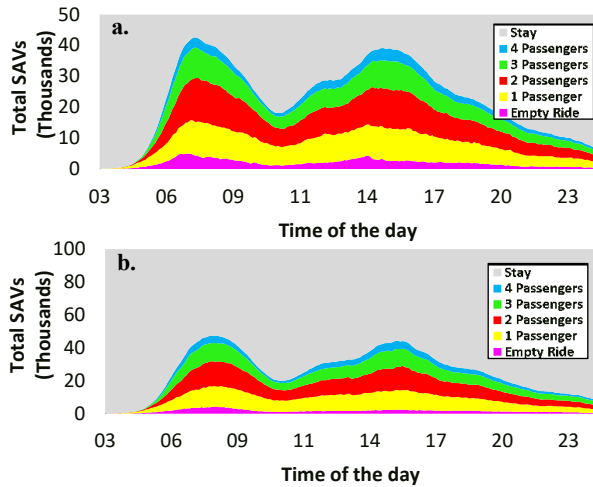 a.
Total SAVs
(Thousands)
50
40
30
20
10
0
Stay
4 Passengers
3 Passengers
2 Passengers
1 Passenger
Empty Ride
03 06 07 09 11 14 17 20 23
Time of the day
b.
Total SAVs
(Thousands)
100
80
60
40
20
0
Stay
4 Passengers
3 Passengers
2 Passengers
1 Passenger
Empty Ride
03 06 09 11 14 17 20 23
Time of the day